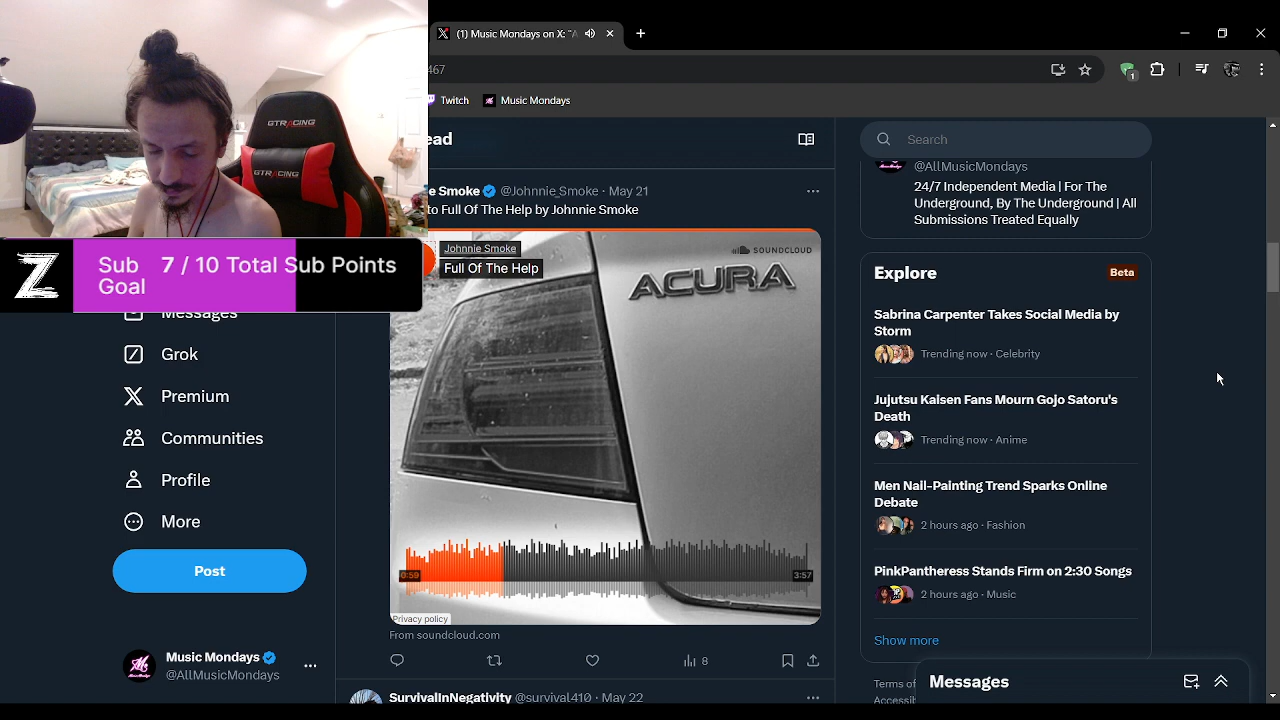 GTRACING
GTRACING
Sub Goal
7 / 10 Total Sub Points
(1) Music Mondays on X: "A
467
Twitch
Music Mondays
ead
e Smoke @Johnnie_Smoke · May 21
to Full Of The Help by Johnnie Smoke
Johnnie Smoke
Full Of The Help
SOUNDCLOUD
ACURA
0:59
3:57
Privacy policy
From soundcloud.com
8
SurvivalInNegativity @survival410 · May 22
Messages
Grok
Premium
Communities
Profile
More
Post
Music Mondays
@AllMusicMondays
Search
@AllMusicMondays
24/7 Independent Media | For The
Underground, By The Underground | All
Submissions Treated Equally
Explore
Beta
Sabrina Carpenter Takes Social Media by
Storm
Trending now · Celebrity
Jujutsu Kaisen Fans Mourn Gojo Satoru's
Death
Trending now · Anime
Men Nail-Painting Trend Sparks Online
Debate
2 hours ago · Fashion
PinkPantheress Stands Firm on 2:30 Songs
2 hours ago · Music
Show more
Terms of
Accessib
Messages